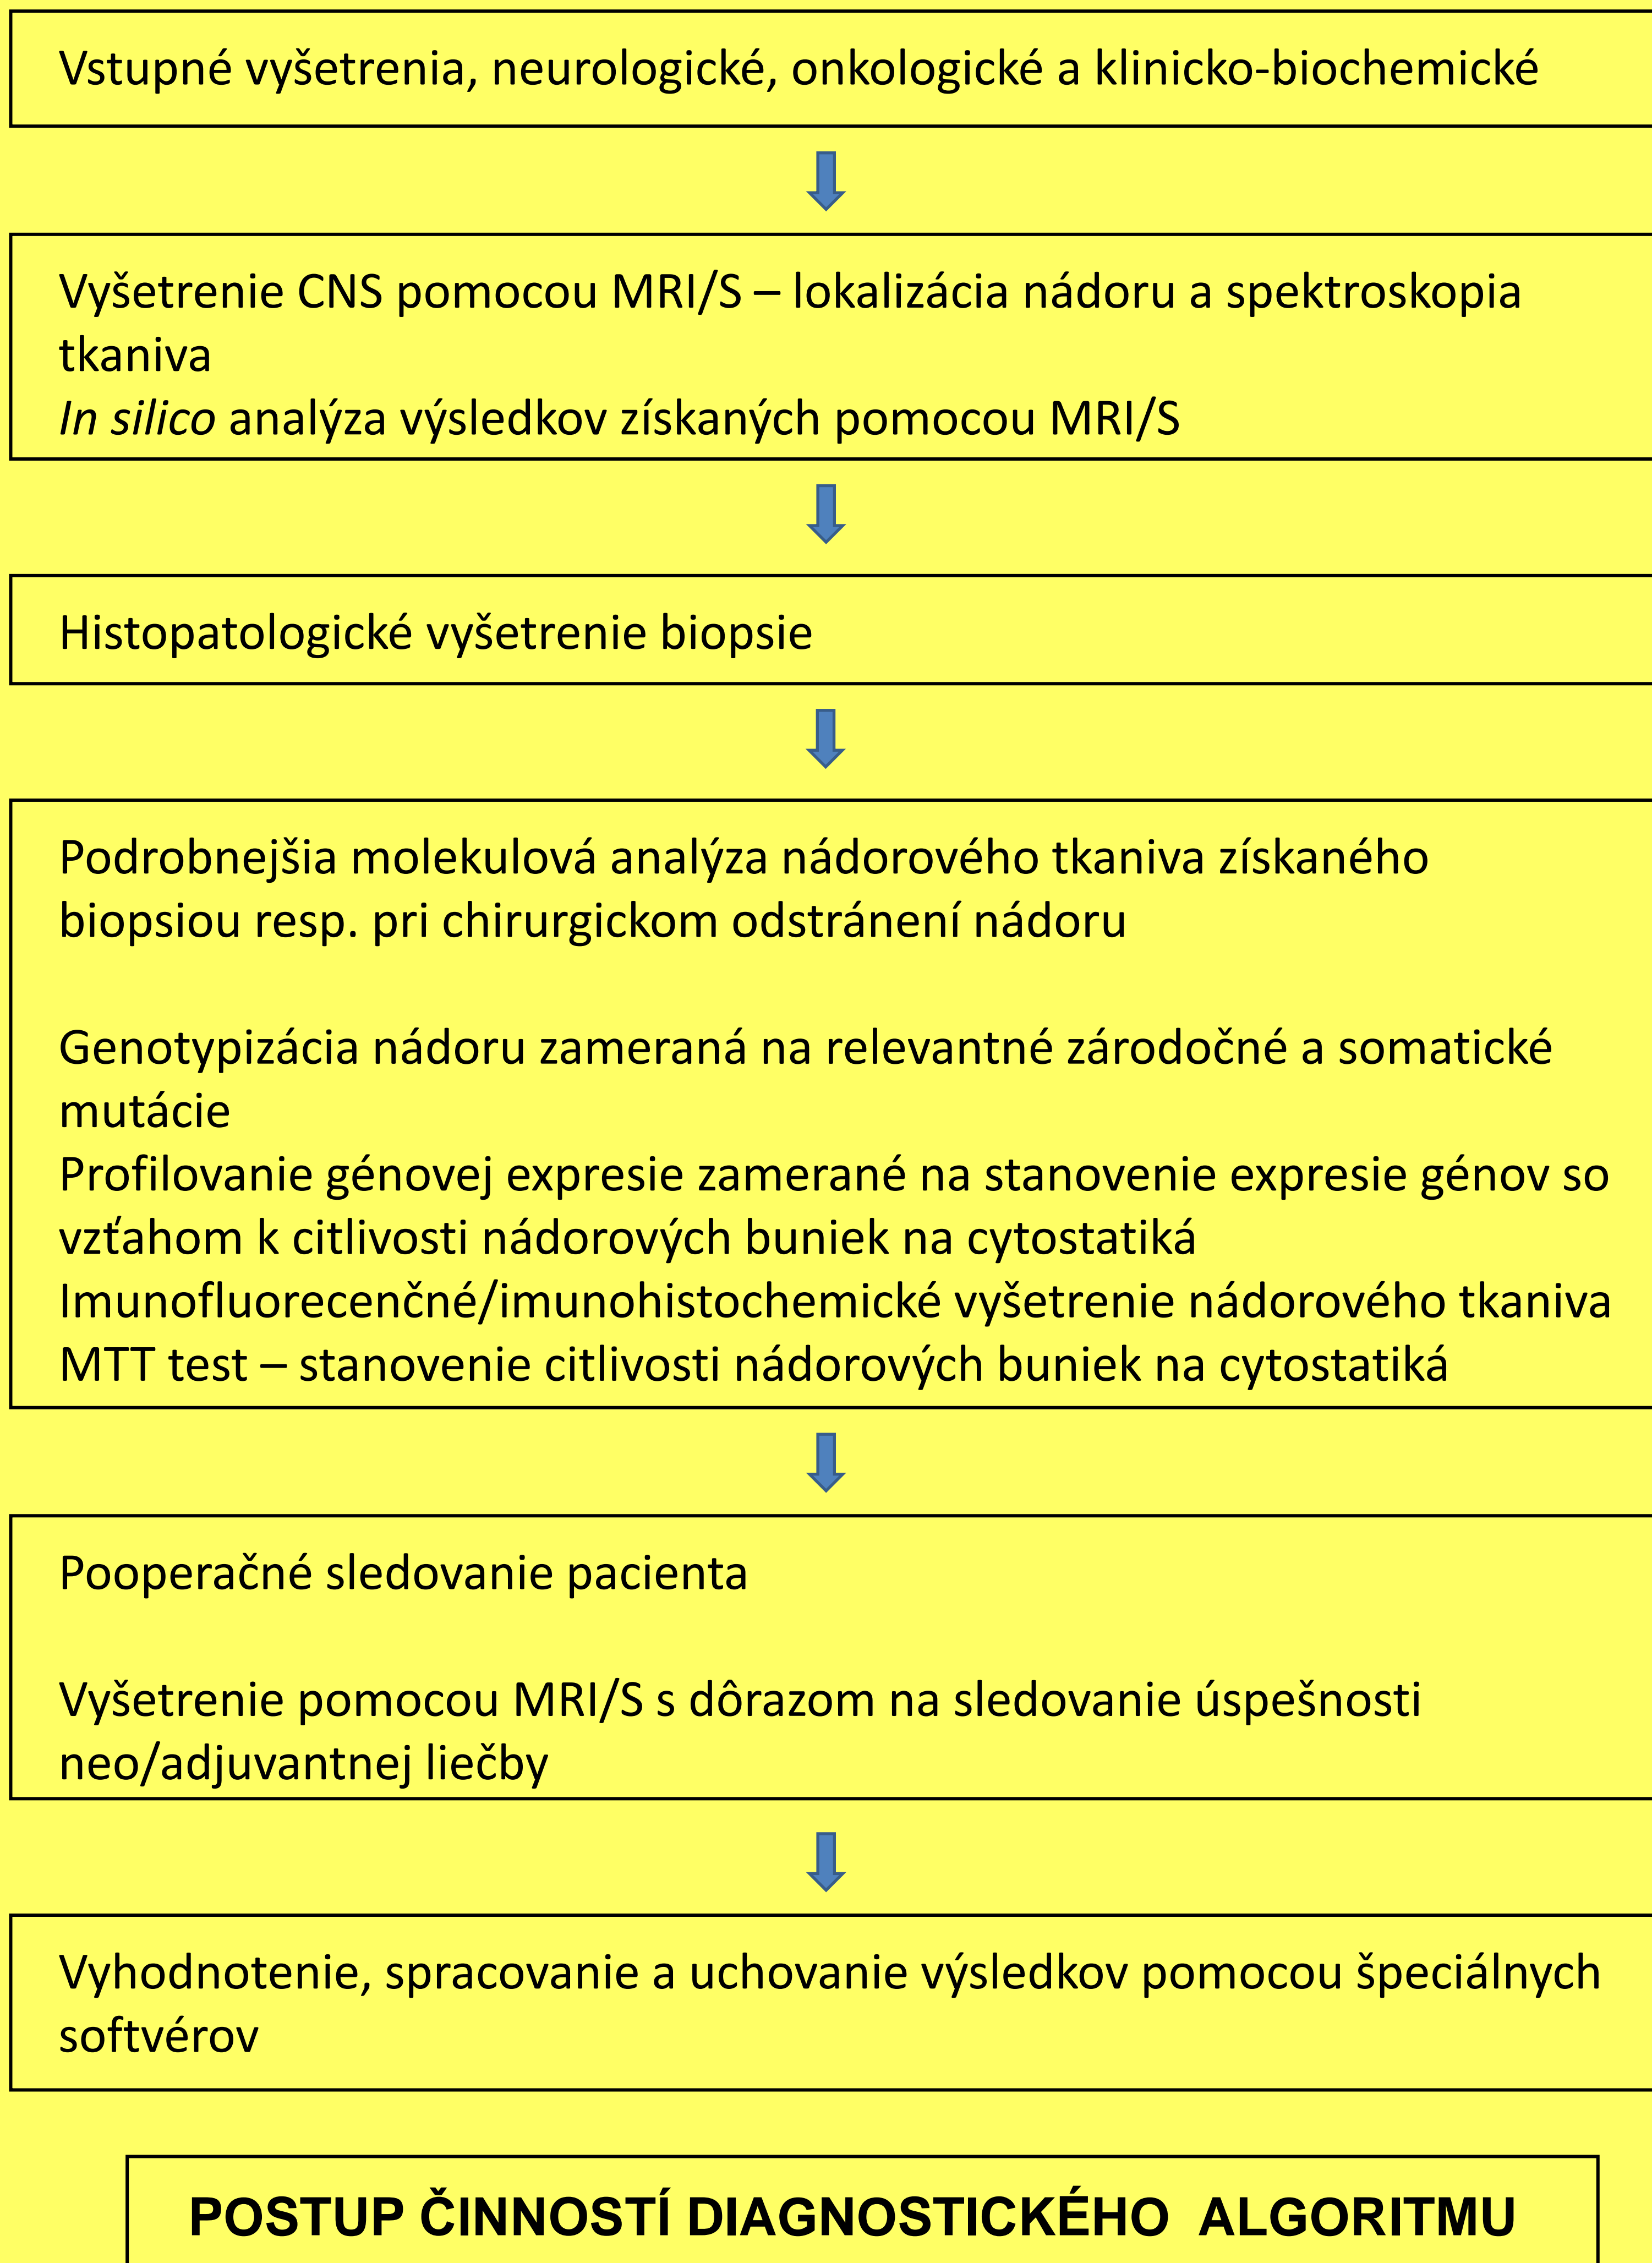 Vstupné vyšetrenia, neurologické, onkologické a klinicko-biochemické
Vyšetrenie CNS pomocou MRI/S – lokalizácia nádoru a spektroskopia
tkaniva
In silico analýza výsledkov získaných pomocou MRI/S
Histopatologické vyšetrenie biopsie
Podrobnejšia molekulová analýza nádorového tkaniva získaného
biopsiou resp. pri chirurgickom odstránení nádoru
Genotypizácia nádoru zameraná na relevantné zárodočné a somatické
mutácie
Profilovanie génovej expresie zamerané na stanovenie expresie génov so
vzťahom k citlivosti nádorových buniek na cytostatiká
Imunofluorecenčné/imunohistochemické vyšetrenie nádorového tkaniva
MTT test – stanovenie citlivosti nádorových buniek na cytostatiká
Pooperačné sledovanie pacienta
Vyšetrenie pomocou MRI/S s dôrazom na sledovanie úspešnosti
neo/adjuvantnej liečby
Vyhodnotenie, spracovanie a uchovanie výsledkov pomocou špeciálnych
softvérov
POSTUP ČINNOSTÍ DIAGNOSTICKÉHO ALGORITMU